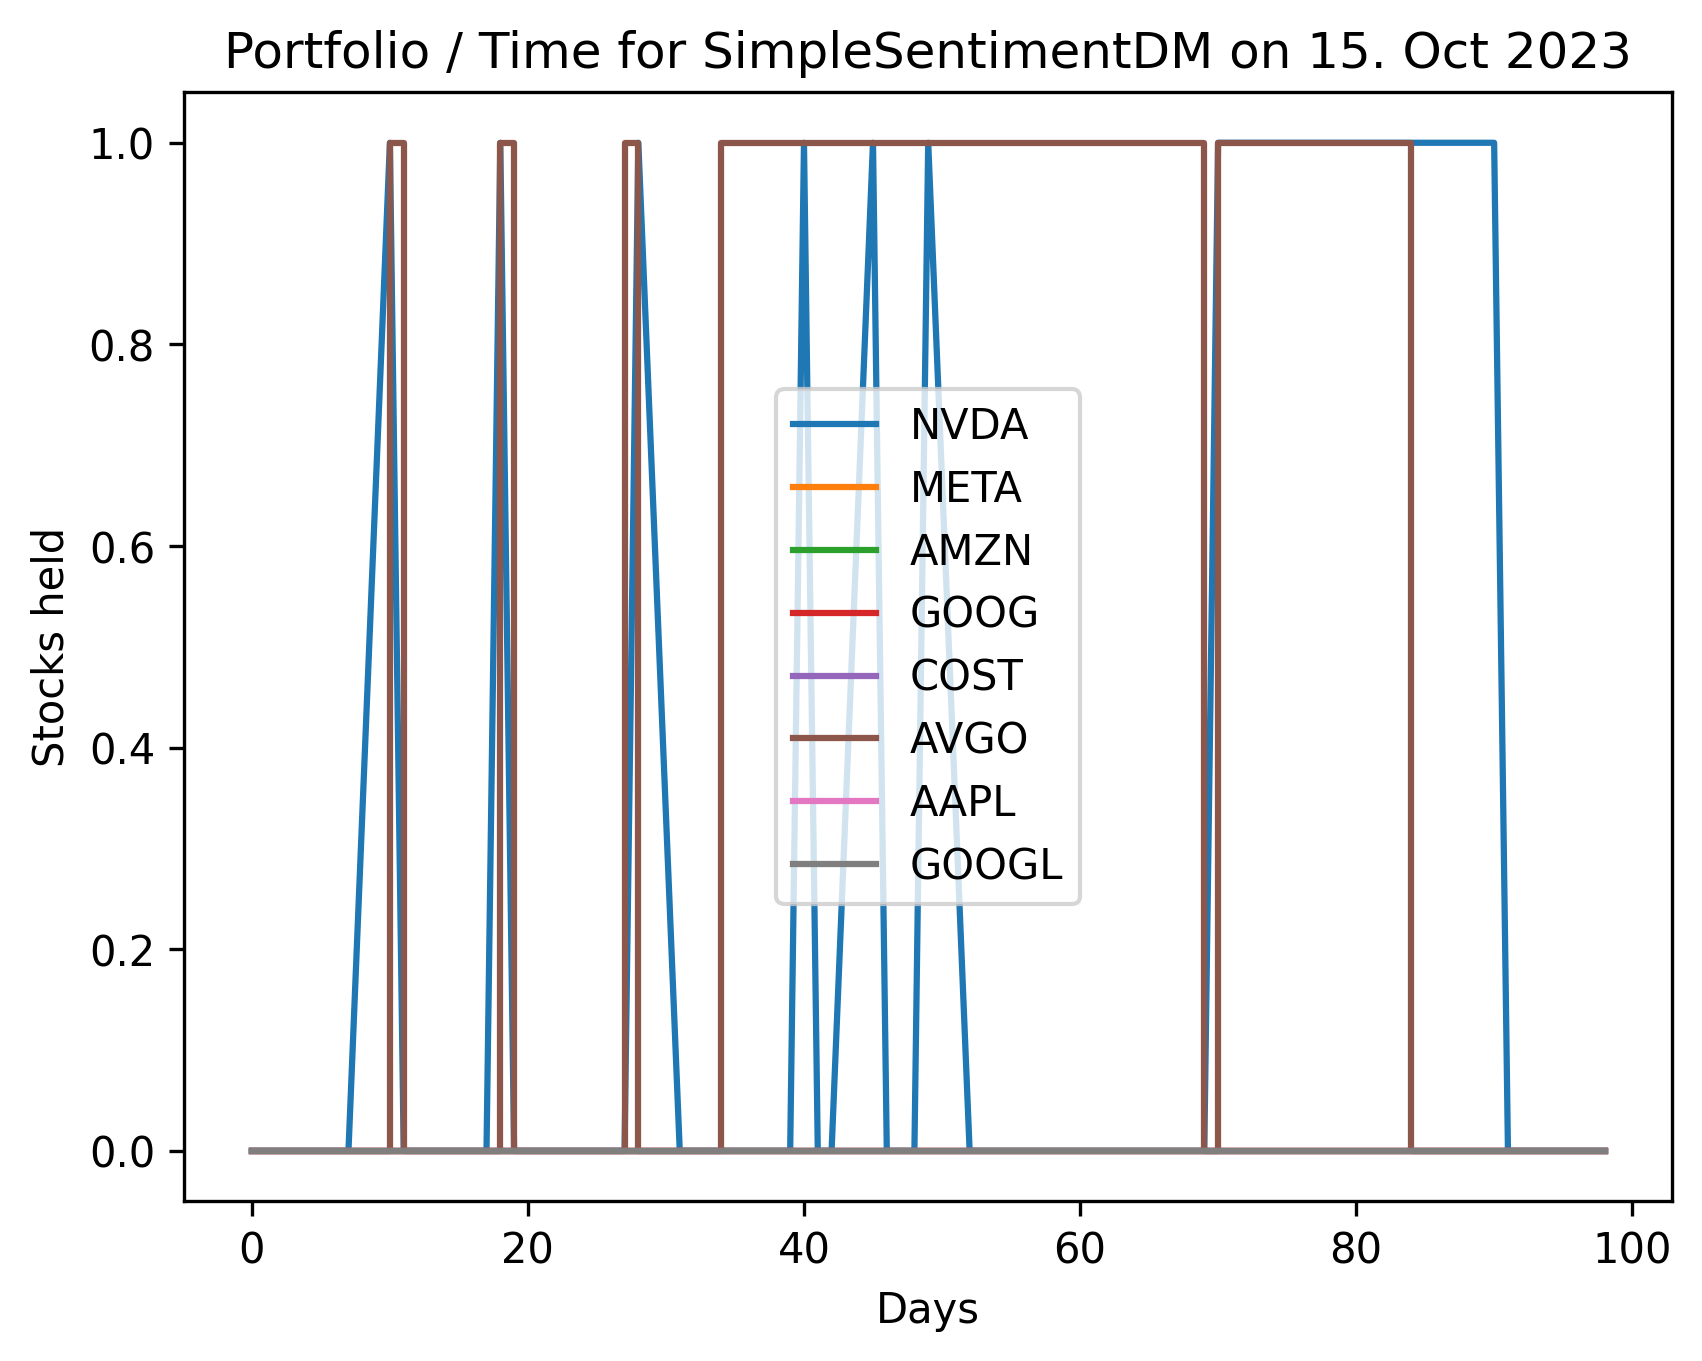 Portfolio / Time for SimpleSentimentDM on 15. Oct 2023
1.0
0.8
0.6
0.4
0.2
0.0
Stocks held
NVDA
META
AMZN
GOOG
COST
AVGO
AAPL
GOOGL
0 20 40 60 80 100
Days